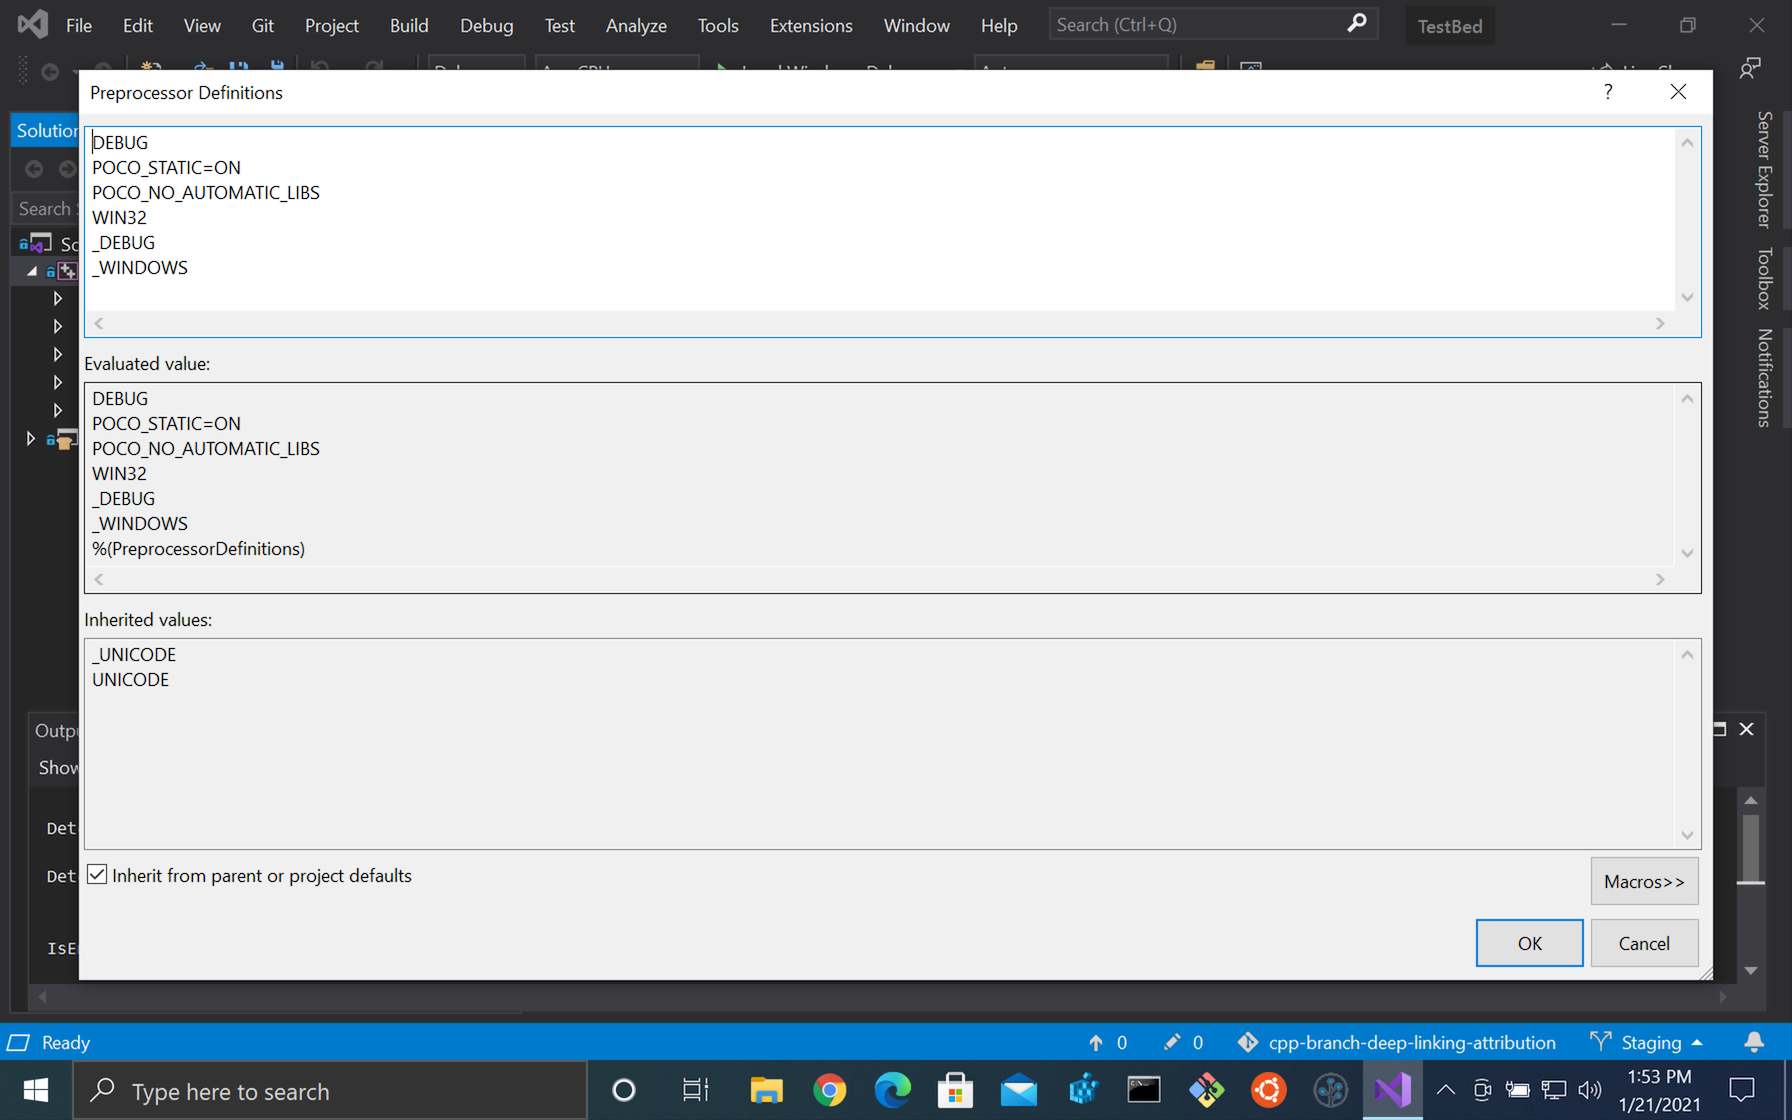 File Edit View Git Project Build Debug Test Analyze Tools Extensions Window Help Search (Ctrl+Q) TestBed
Preprocessor Definitions ?
Solution
DEBUG
POCO_STATIC=ON
POCO_NO_AUTOMATIC_LIBS
WIN32
_DEBUG
_WINDOWS
Search
Evaluated value:
DEBUG
POCO_STATIC=ON
POCO_NO_AUTOMATIC_LIBS
WIN32
_DEBUG
_WINDOWS
%(PreprocessorDefinitions)
Inherited values:
_UNICODE
UNICODE
Outpu
Show
Det
Det
IsE
Inherit from parent or project defaults
Macros>>
OK Cancel
Server Explorer
Toolbox
Notifications
Ready 0 0 cpp-branch-deep-linking-attribution Staging
Type here to search
1:53 PM
1/21/2021